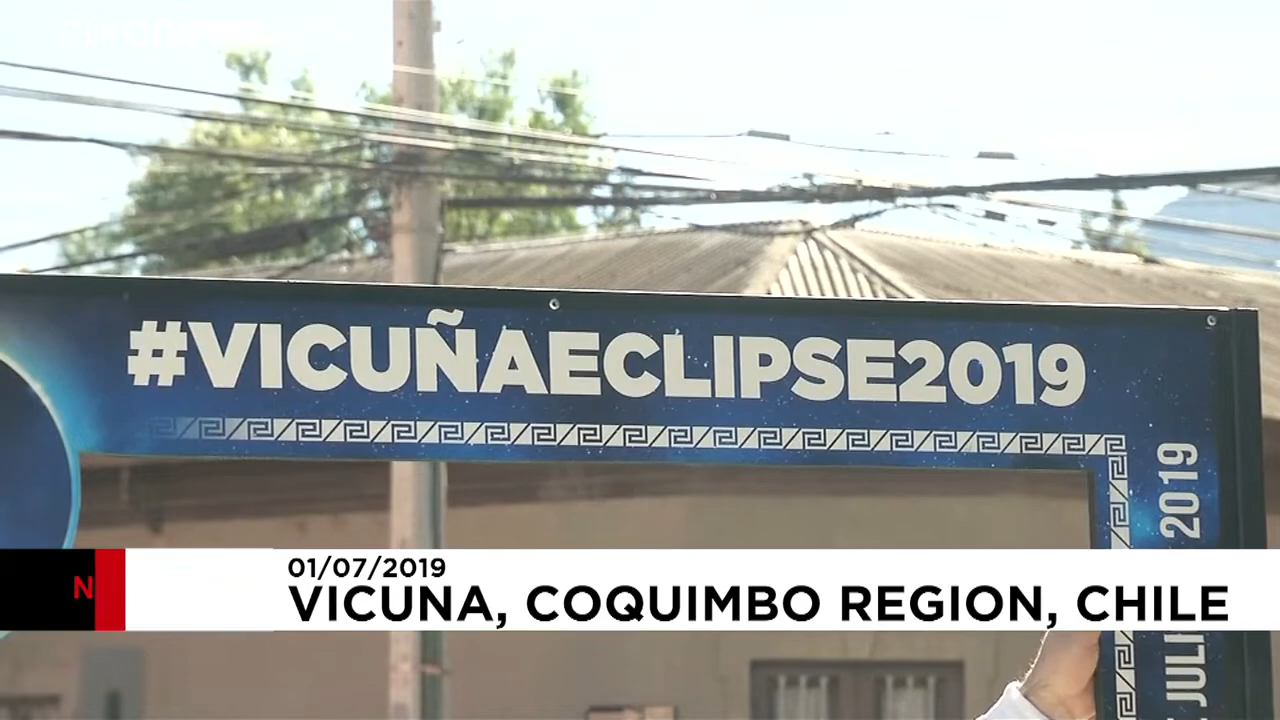 #VICUÑAECLIPSE2019
2019
01/07/2019
VICUNA, COQUIMBO REGION, CHILE
N